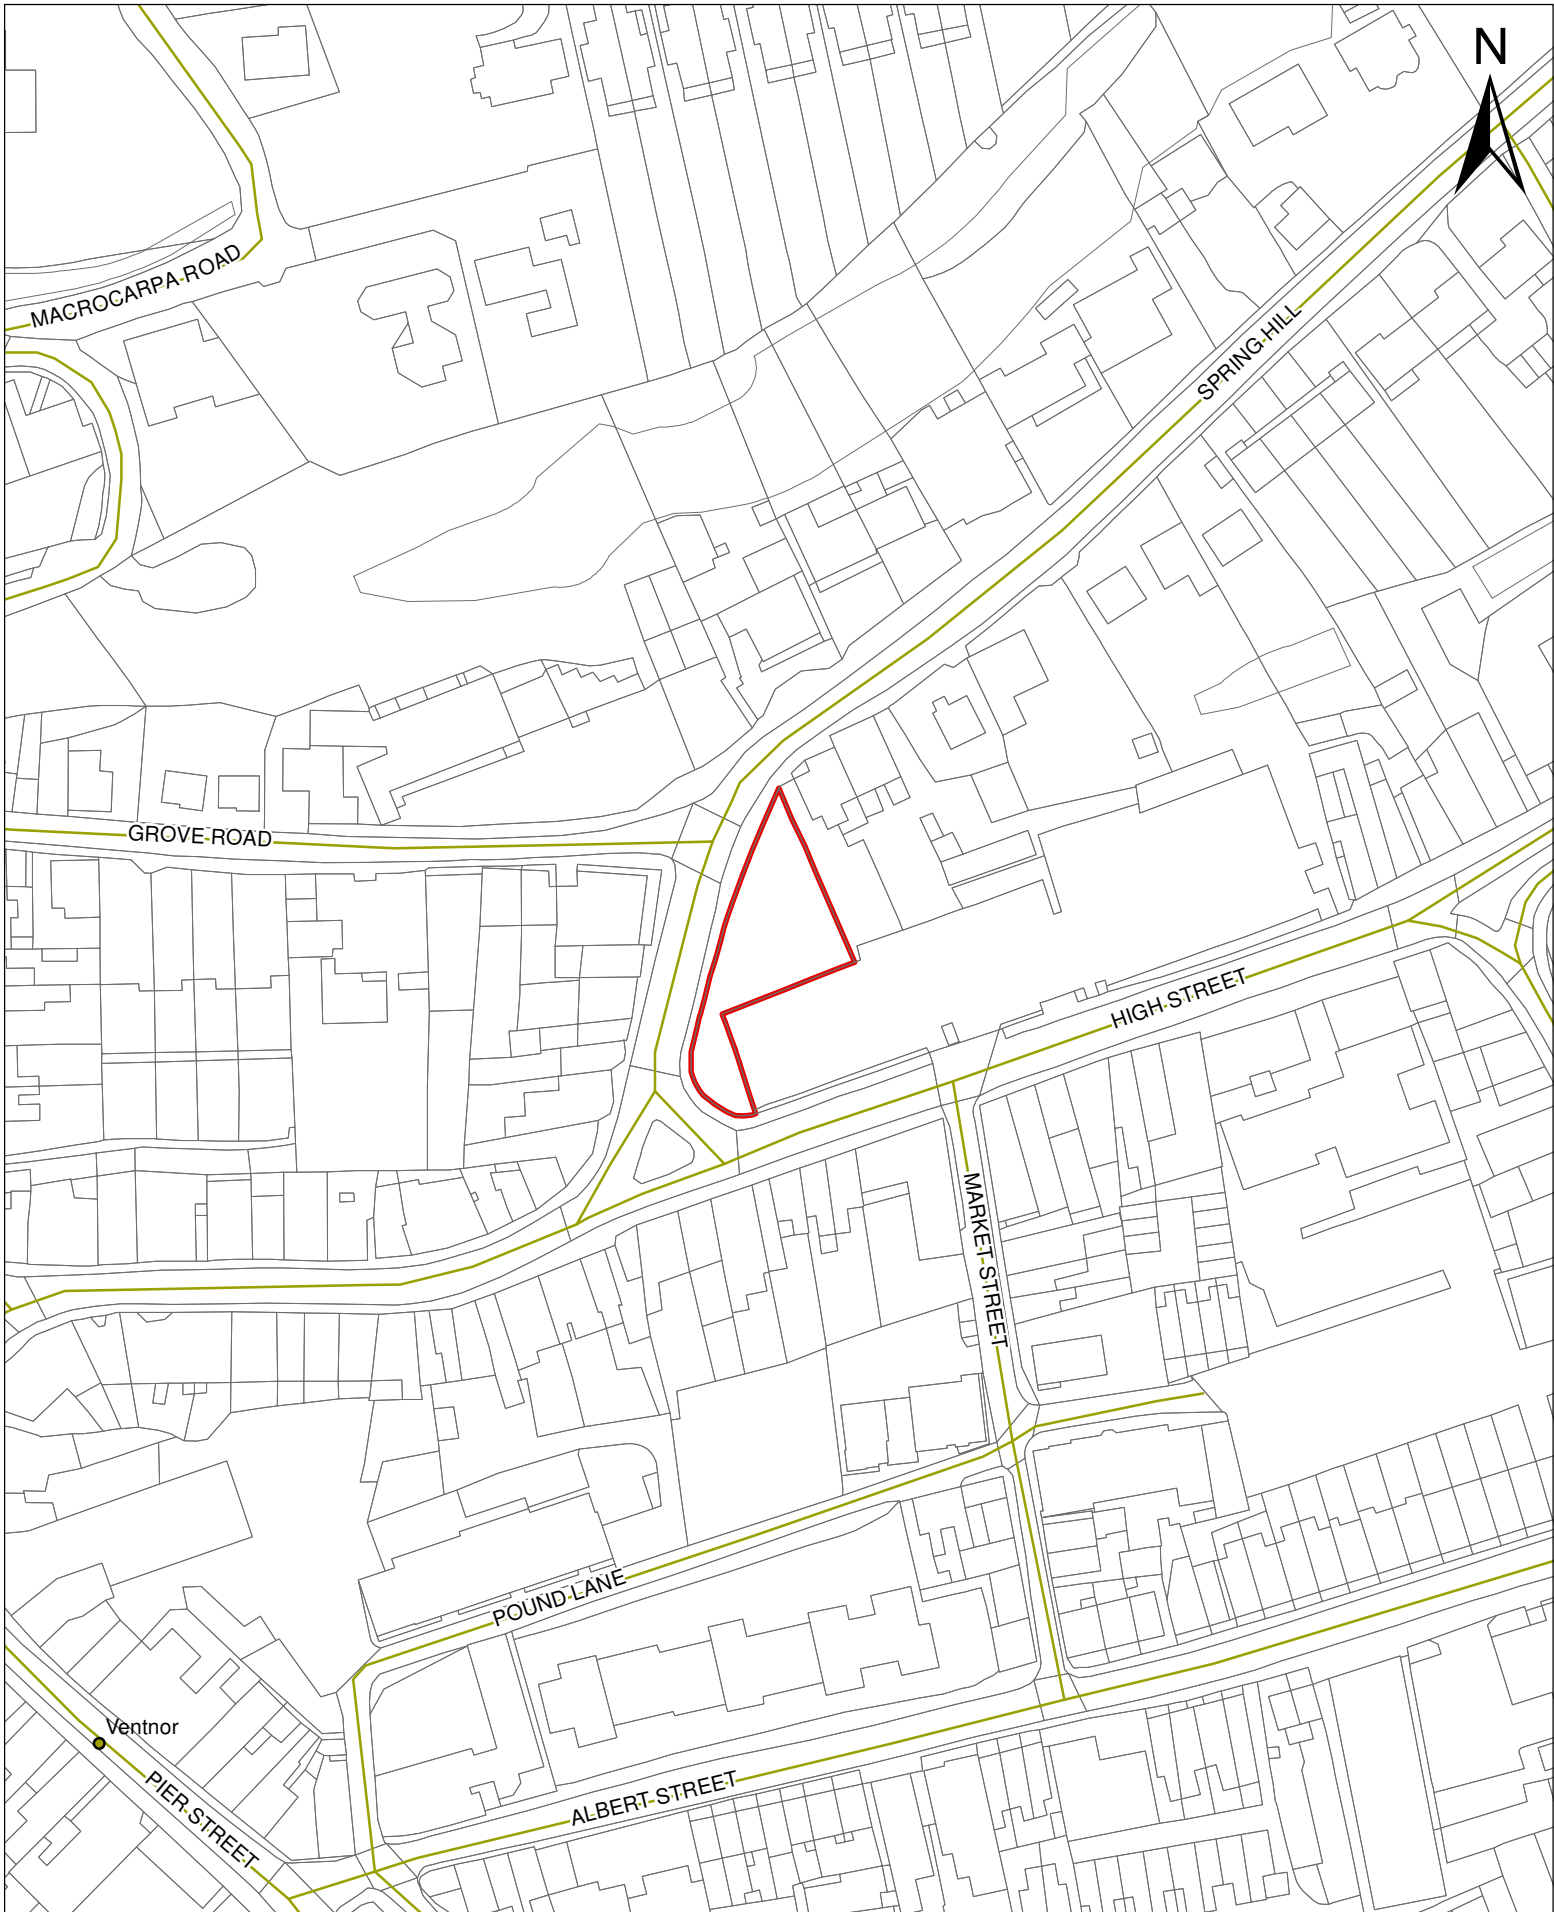 N
MACROCARPA ROAD
SPRING HILL
GROVE ROAD
HIGH STREET
MARKET STREET
POUND LANE
Ventnor
PIER STREET
ALBERT STREET